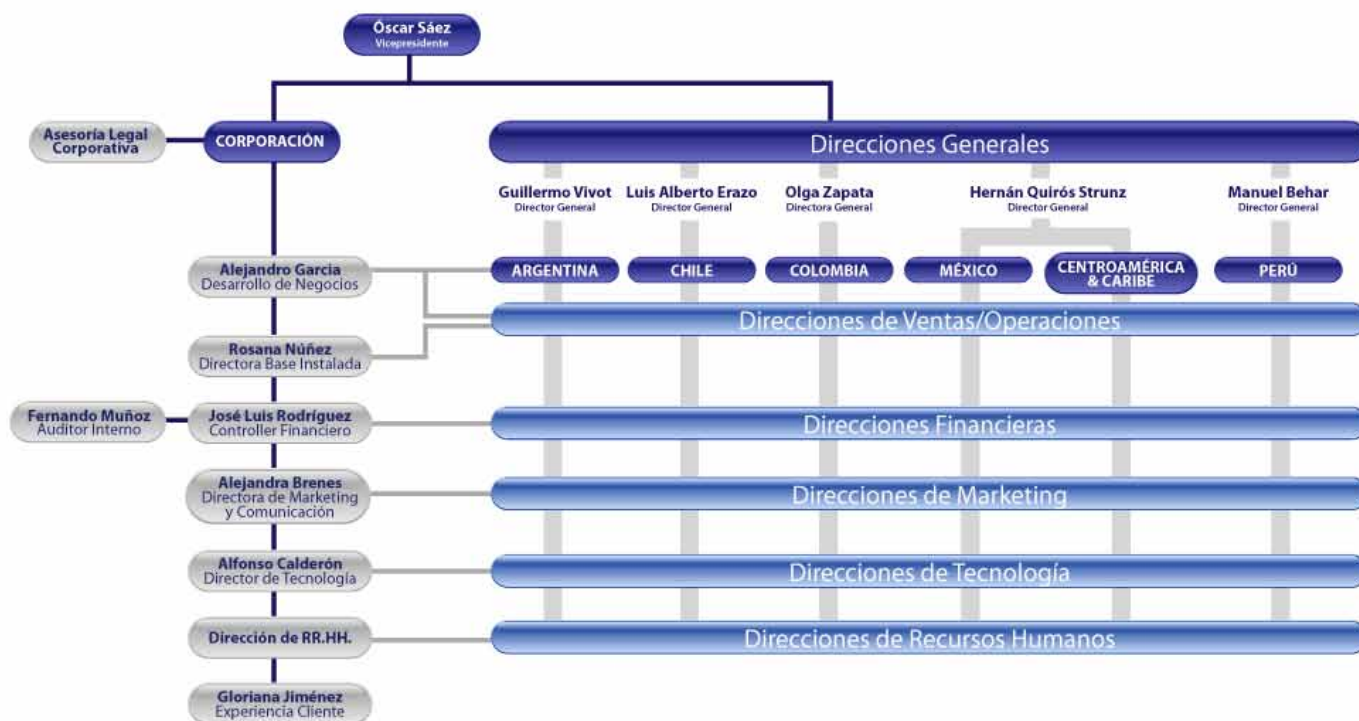 Óscar Sáez
Vicepresidente
Asesoría Legal
Corporativa
CORPORACIÓN
Direcciones Generales
Guillermo Vivot
Director General
Luis Alberto Erazo
Director General
Olga Zapata
Directora General
Hernán Quirós Strunz
Director General
Manuel Behar
Director General
Alejandro Garcia
Desarrollo de Negocios
ARGENTINA
CHILE
COLOMBIA
MÉXICO
CENTROAMÉRICA
& CARIBE
PERÚ
Direcciones de Ventas/Operaciones
Rosana Núñez
Directora Base Instalada
Fernando Muñoz
Auditor Interno
José Luis Rodríguez
Controller Financiero
Direcciones Financieras
Alejandra Brenes
Directora de Marketing
y Comunicación
Direcciones de Marketing
Alfonso Calderón
Director de Tecnología
Direcciones de Tecnología
Dirección de RR.HH.
Direcciones de Recursos Humanos
Gloriana Jiménez
Experiencia Cliente